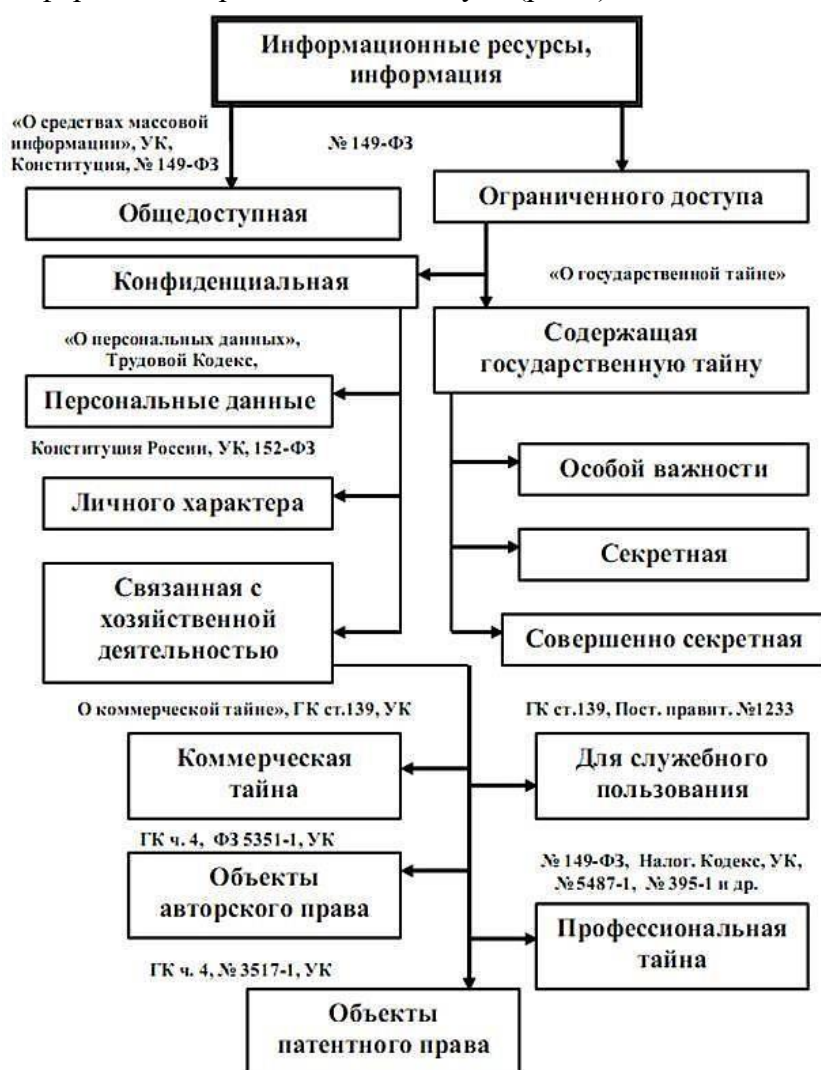 Информационные ресурсы,
информация
«О средствах массовой
информации», УК,
Конституция, № 149-ФЗ
№ 149-ФЗ
Общедоступная
Ограниченного доступа
Конфиденциальная
«О государственной тайне»
Содержащая
государственную тайну
«О персональных данных»,
Трудовой Кодекс,
Персональные данные
Конституция России, УК, 152-ФЗ
Особой важности
Личного характера
Секретная
Связанная с
хозяйственной
деятельностью
Совершенно секретная
О коммерческой тайне», ГК ст.139, УК
ГК ст.139, Пост. правит. №1233
Коммерческая
тайна
Для служебного
пользования
ГК ч. 4, ФЗ 5351-1, УК
№ 149-ФЗ, Налог. Кодекс, УК,
№5487-1, №395-1 и др.
Объекты
авторского права
Профессиональная
тайна
ГК ч. 4, № 3517-1, УК
Объекты
патентного права